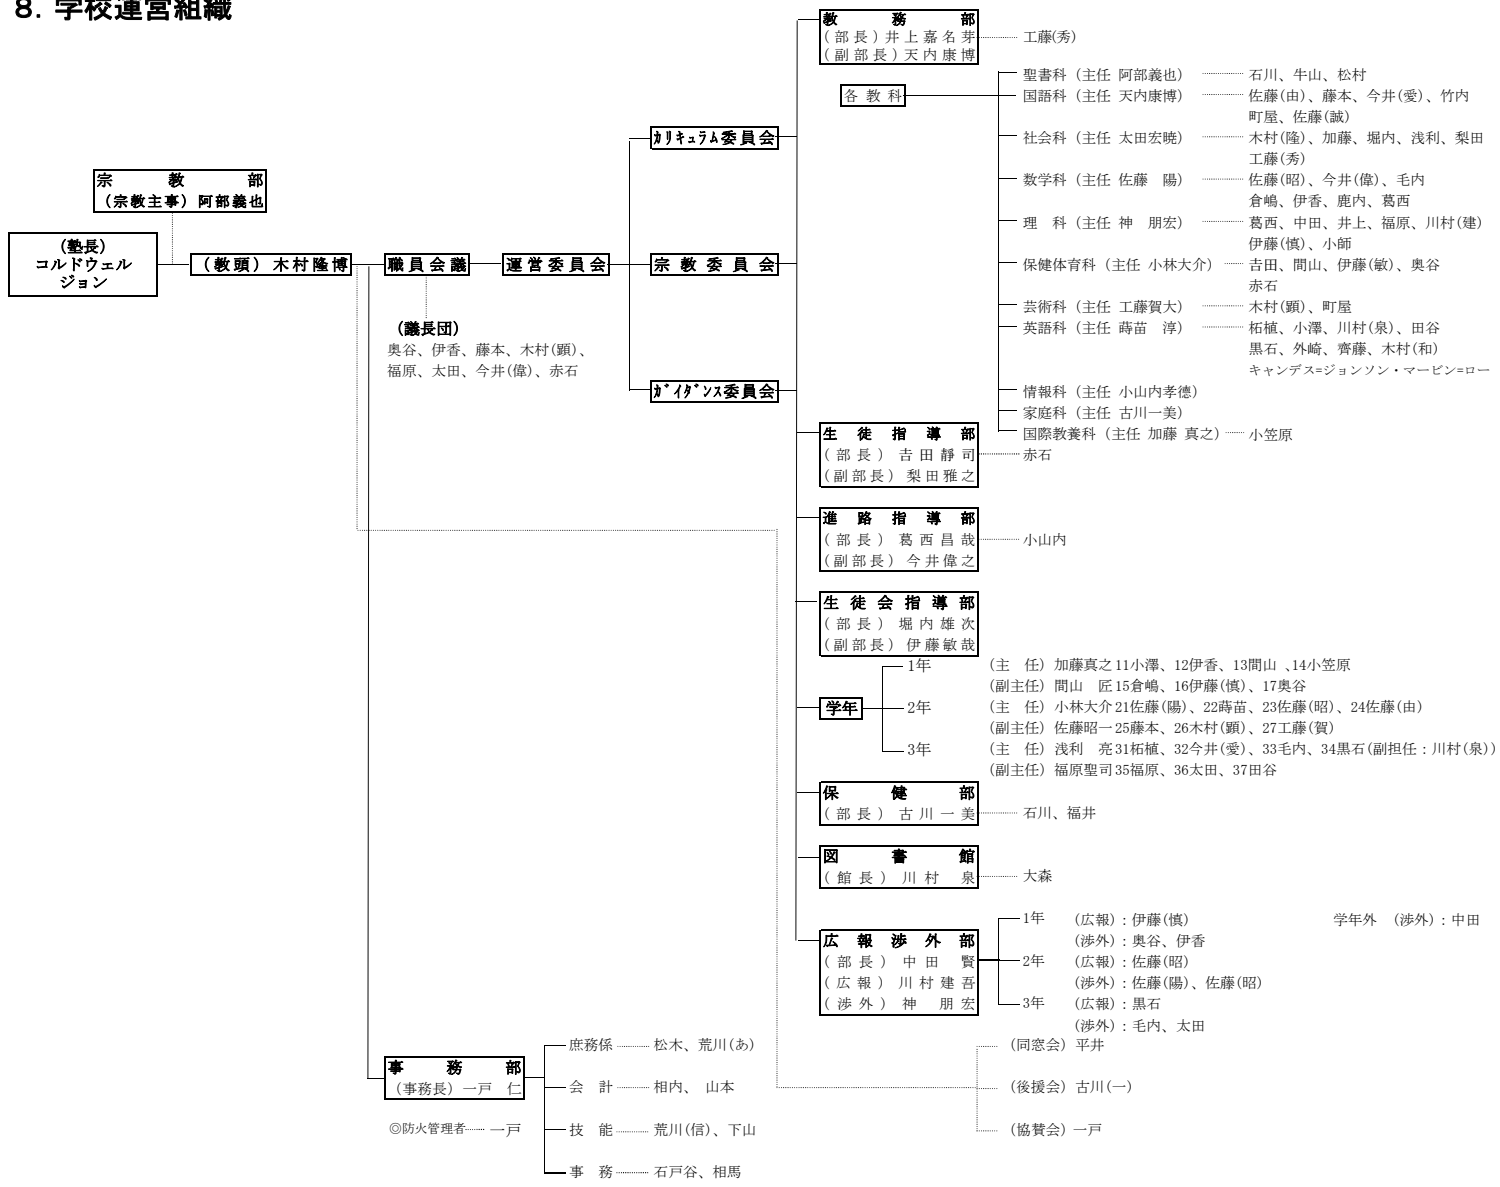 8．学校運営組織
宗教部
（宗教主事）阿部義也
（塾長）
コルドウェル
ジョン
（教頭）木村隆博
職員会議
（議長団）
奥谷、伊香、藤本、木村(顕)、
福原、太田、今井(偉)、赤石
運営委員会
ｶﾘｷｭﾗﾑ委員会
宗教委員会
ｶﾞｲﾀﾞﾝｽ委員会
教務部
（部長）井上嘉名芽 工藤(秀)
（副部長）天内康博
各教科
聖書科（主任 阿部義也） 石川、牛山、松村
国語科（主任 天内康博） 佐藤(由)、藤本、今井(愛)、竹内
町屋、佐藤(誠)
社会科（主任 太田宏暁） 木村(隆)、加藤、堀内、浅利、梨田
工藤(秀)
数学科（主任 佐藤　陽） 佐藤(昭)、今井(偉)、毛内
倉嶋、伊香、鹿内、葛西
理　科（主任 神　朋宏） 葛西、中田、井上、福原、川村(建)
伊藤(慎)、小師
保健体育科（主任 小林大介） 吉田、間山、伊藤(敏)、奥谷
赤石
芸術科（主任 工藤賀大） 木村(顕)、町屋
英語科（主任 蒔苗　淳） 柘植、小澤、川村(泉)、田谷
黒石、外崎、齊藤、木村(和)
キャンデス=ジョンソン・マービン=ロー
情報科（主任 小山内孝德）
家庭科（主任 古川一美）
国際教養科（主任 加藤 真之） 小笠原
生徒指導部
（部長）吉田靜司 赤石
（副部長）梨田雅之
進路指導部
（部長）葛西昌哉 小山内
（副部長）今井偉之
生徒会指導部
（部長）堀内雄次
（副部長）伊藤敏哉
学年
1年 （主　任）加藤真之 11小澤、12伊香、13間山 、14小笠原
（副主任）間山　匠 15倉嶋、16伊藤(慎)、17奥谷
2年 （主　任）小林大介 21佐藤(陽)、22蒔苗、23佐藤(昭)、24佐藤(由)
（副主任）佐藤昭一 25藤本、26木村(顕)、27工藤(賀)
3年 （主　任）浅利　亮 31柘植、32今井(愛)、33毛内、34黒石(副担任：川村(泉))
（副主任）福原聖司 35福原、36太田、37田谷
保健部
（部長）古川一美 石川、福井
図書館
（館長）川村　泉 大森
広報渉外部
（部長）中田　賢
（広報）川村建吾
（渉外）神　朋宏
1年 （広報）：伊藤(慎) 学年外 （渉外）：中田
（渉外）：奥谷、伊香
2年 （広報）：佐藤(昭)
（渉外）：佐藤(陽)、佐藤(昭)
3年 （広報）：黒石
（渉外）：毛内、太田
（同窓会）平井
（後援会）古川(一)
（協賛会）一戸
事務部
（事務長）一戸　仁
◎防火管理者 一戸
庶務係 松木、荒川(あ)
会　計 相内、 山本
技　能 荒川(信)、下山
事　務 石戸谷、相馬